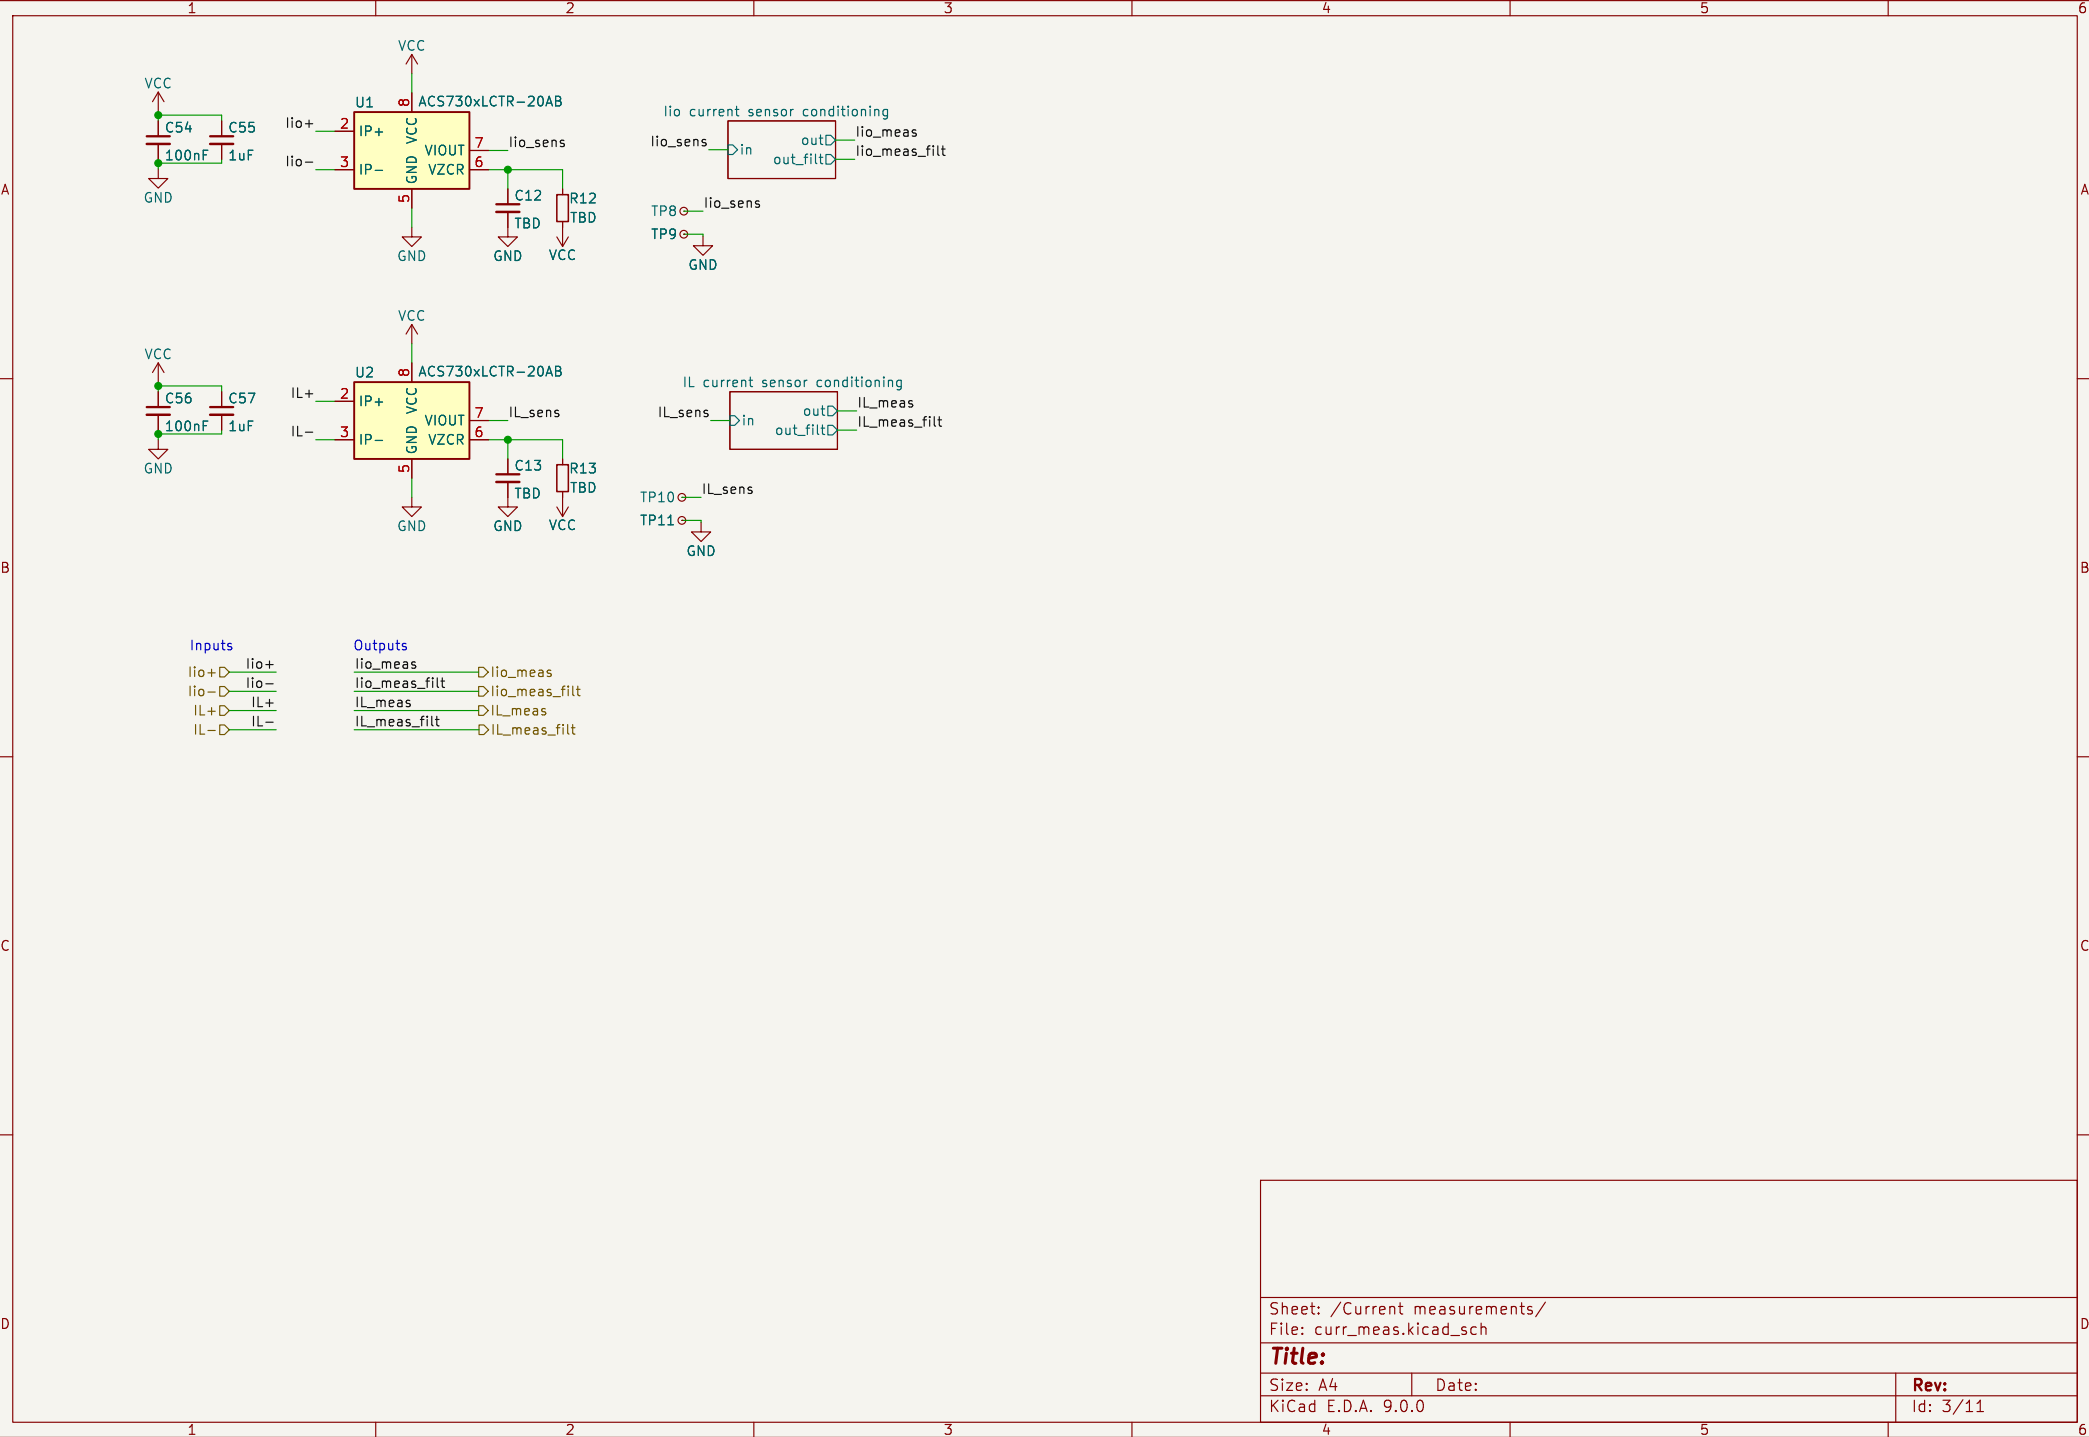 1 2 3 4 5 6
VCC
VCC
U1 ACS730xLCTR-20AB
8
C54 C55
100nF 1uF
GND
Iio+ 2 IP+
Iio- 3 IP-
VCC
GND
VIOUT 7 Iio_sens
VZCR 6
5
GND
C12
TBD
GND
R12
TBD
VCC
Iio current sensor conditioning
Iio_sens in
out Iio_meas
out_filt Iio_meas_filt
TP8 Iio_sens
TP9
GND
A A
VCC
VCC
U2 ACS730xLCTR-20AB
8
C56 C57
100nF 1uF
GND
IL+ 2 IP+
IL- 3 IP-
VCC
GND
VIOUT 7 IL_sens
VZCR 6
5
GND
C13
TBD
GND
R13
TBD
VCC
IL current sensor conditioning
IL_sens in
out IL_meas
out_filt IL_meas_filt
TP10 IL_sens
TP11
GND
B B
Inputs
Iio+ Iio+
Iio- Iio-
IL+ IL+
IL- IL-
Outputs
Iio_meas Iio_meas
Iio_meas_filt Iio_meas_filt
IL_meas IL_meas
IL_meas_filt IL_meas_filt
C C
D D
Sheet: /Current measurements/
File: curr_meas.kicad_sch
Title:
Size: A4 Date: Rev:
KiCad E.D.A. 9.0.0 Id: 3/11
1 2 3 4 5 6